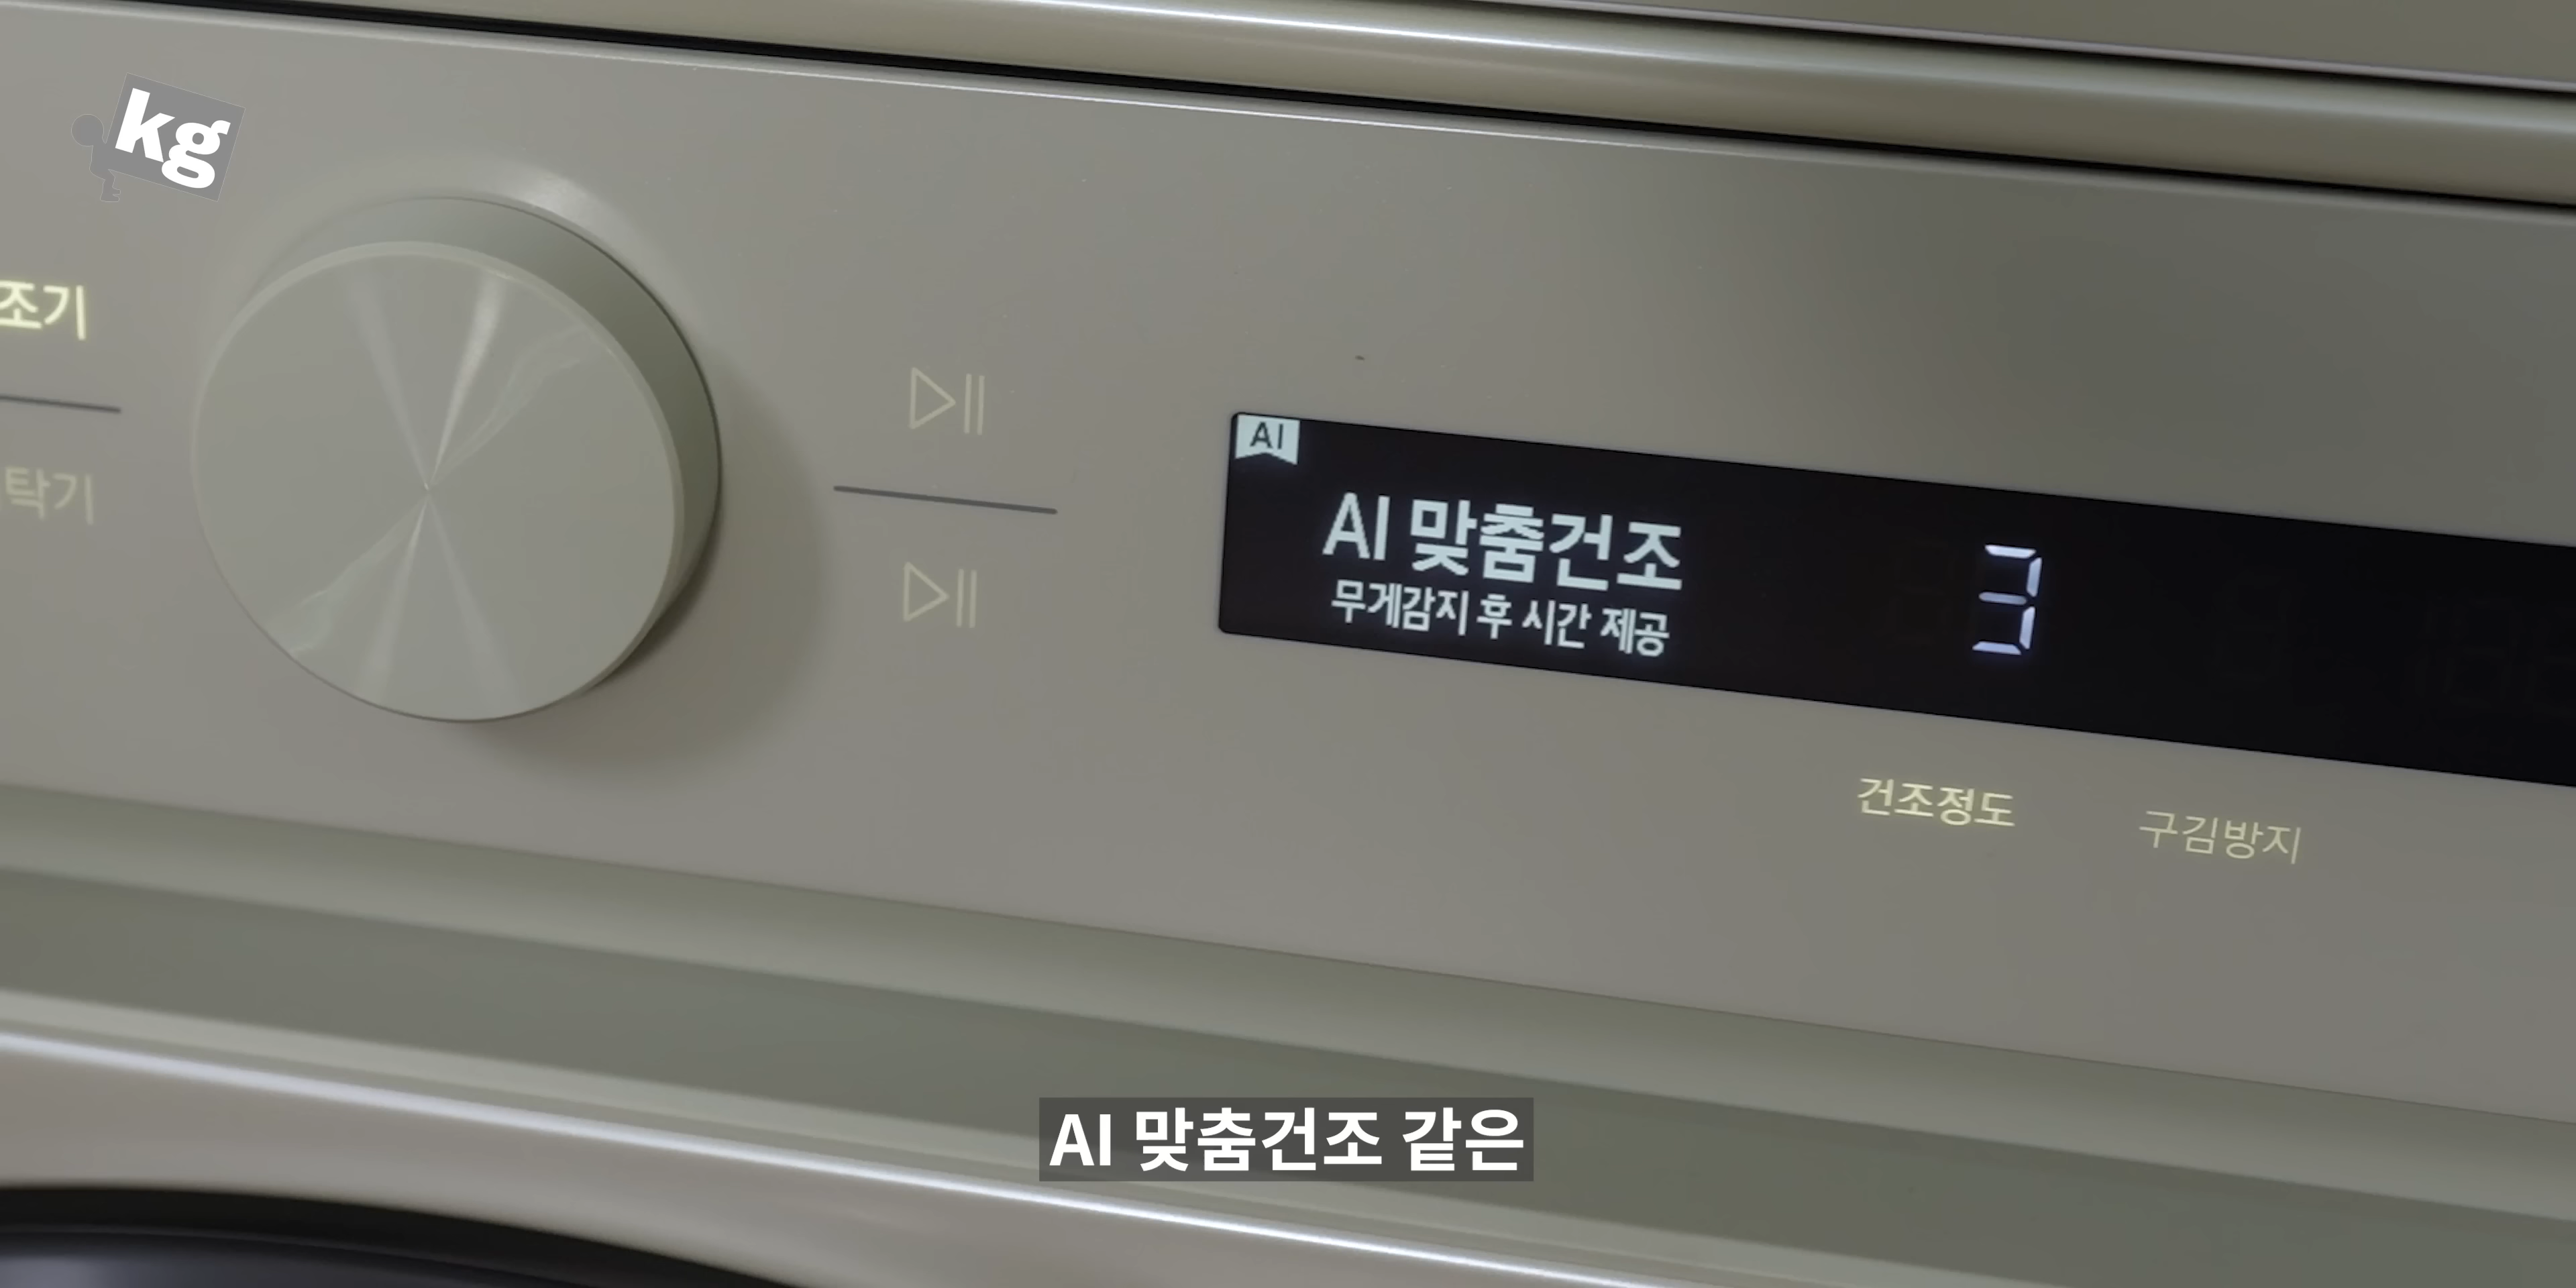 kg
조기
탁기
AI
AI 맞춤건조
무게감지 후 시간 제공
3
건조정도
구김방지
AI 맞춤건조 같은